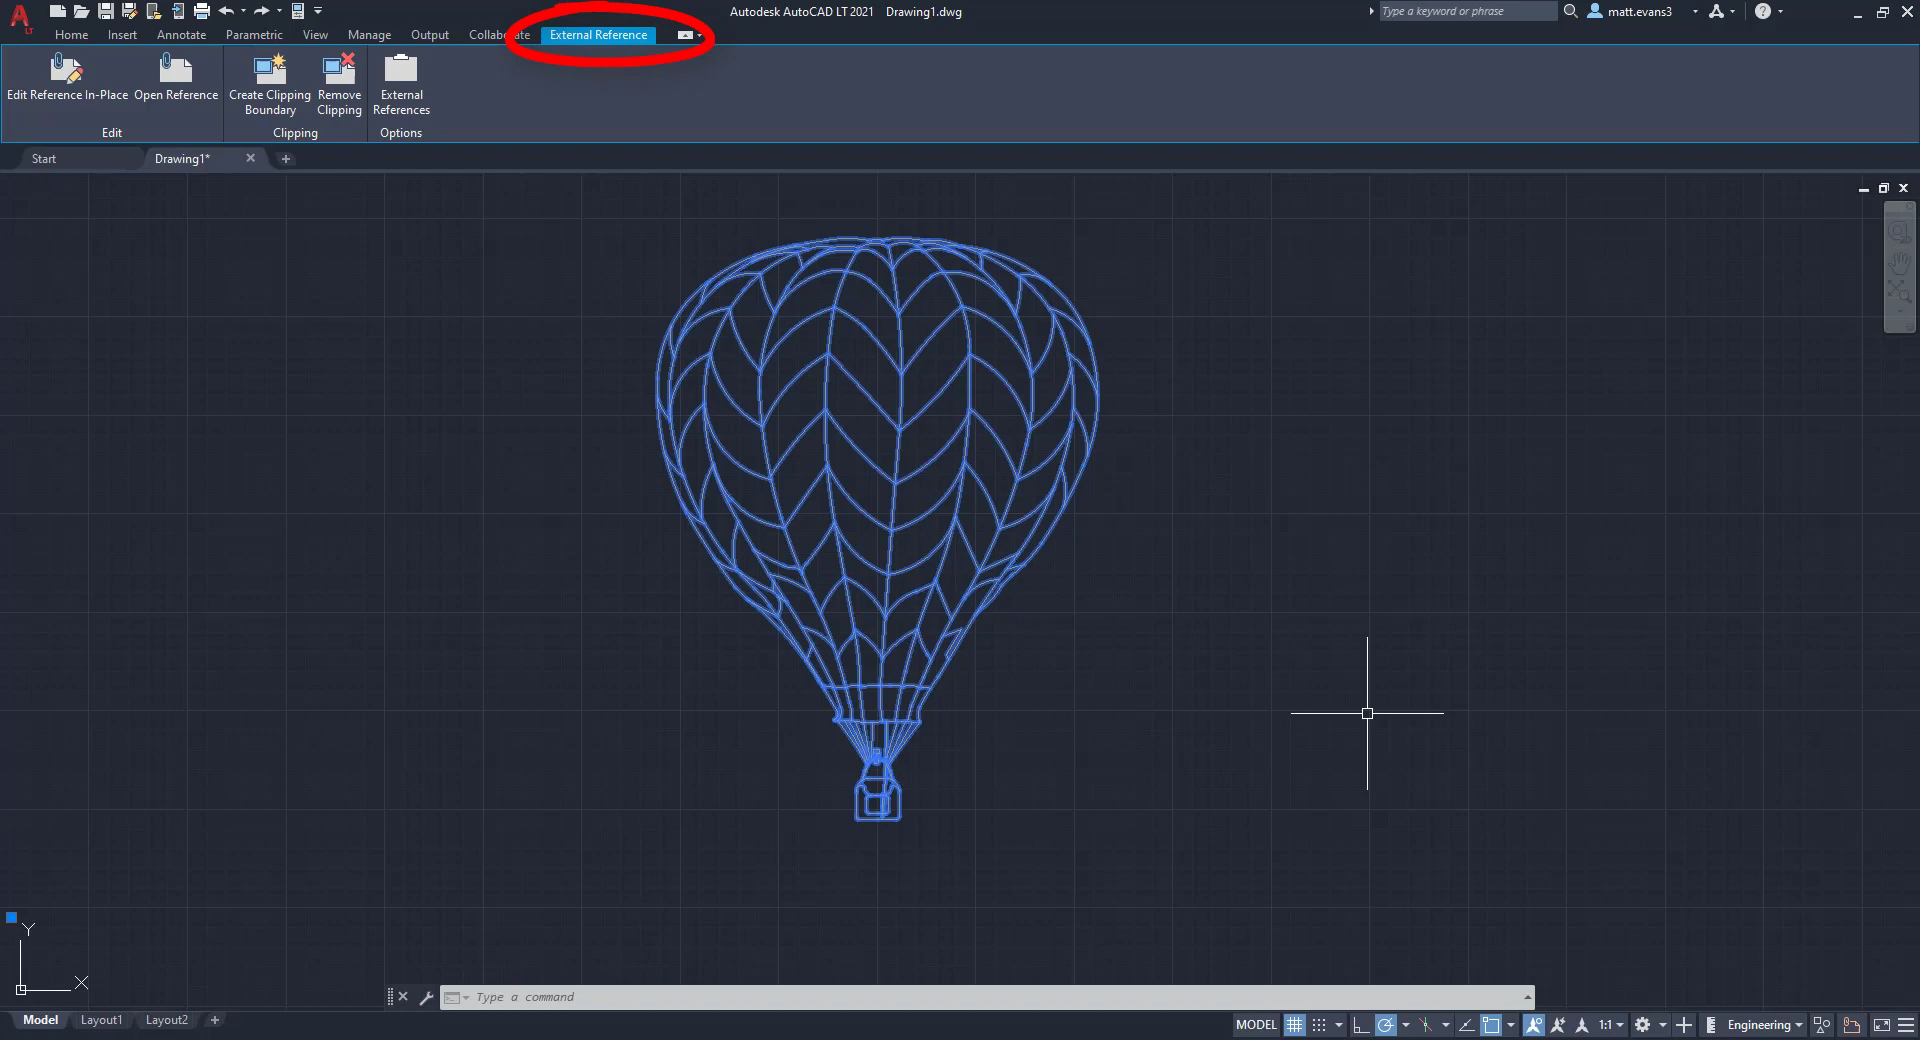 Autodesk AutoCAD LT 2021 Drawing1.dwg
Type a keyword or phrase
matt.evans3
LT
Home Insert Annotate Parametric View Manage Output Collaborate External Reference
Edit Reference In-Place Open Reference
Create Clipping Boundary
Remove Clipping
External References
Edit Clipping Options
Start Drawing1*
Y
X
Type a command
Model Layout1 Layout2
MODEL 1:1 Engineering